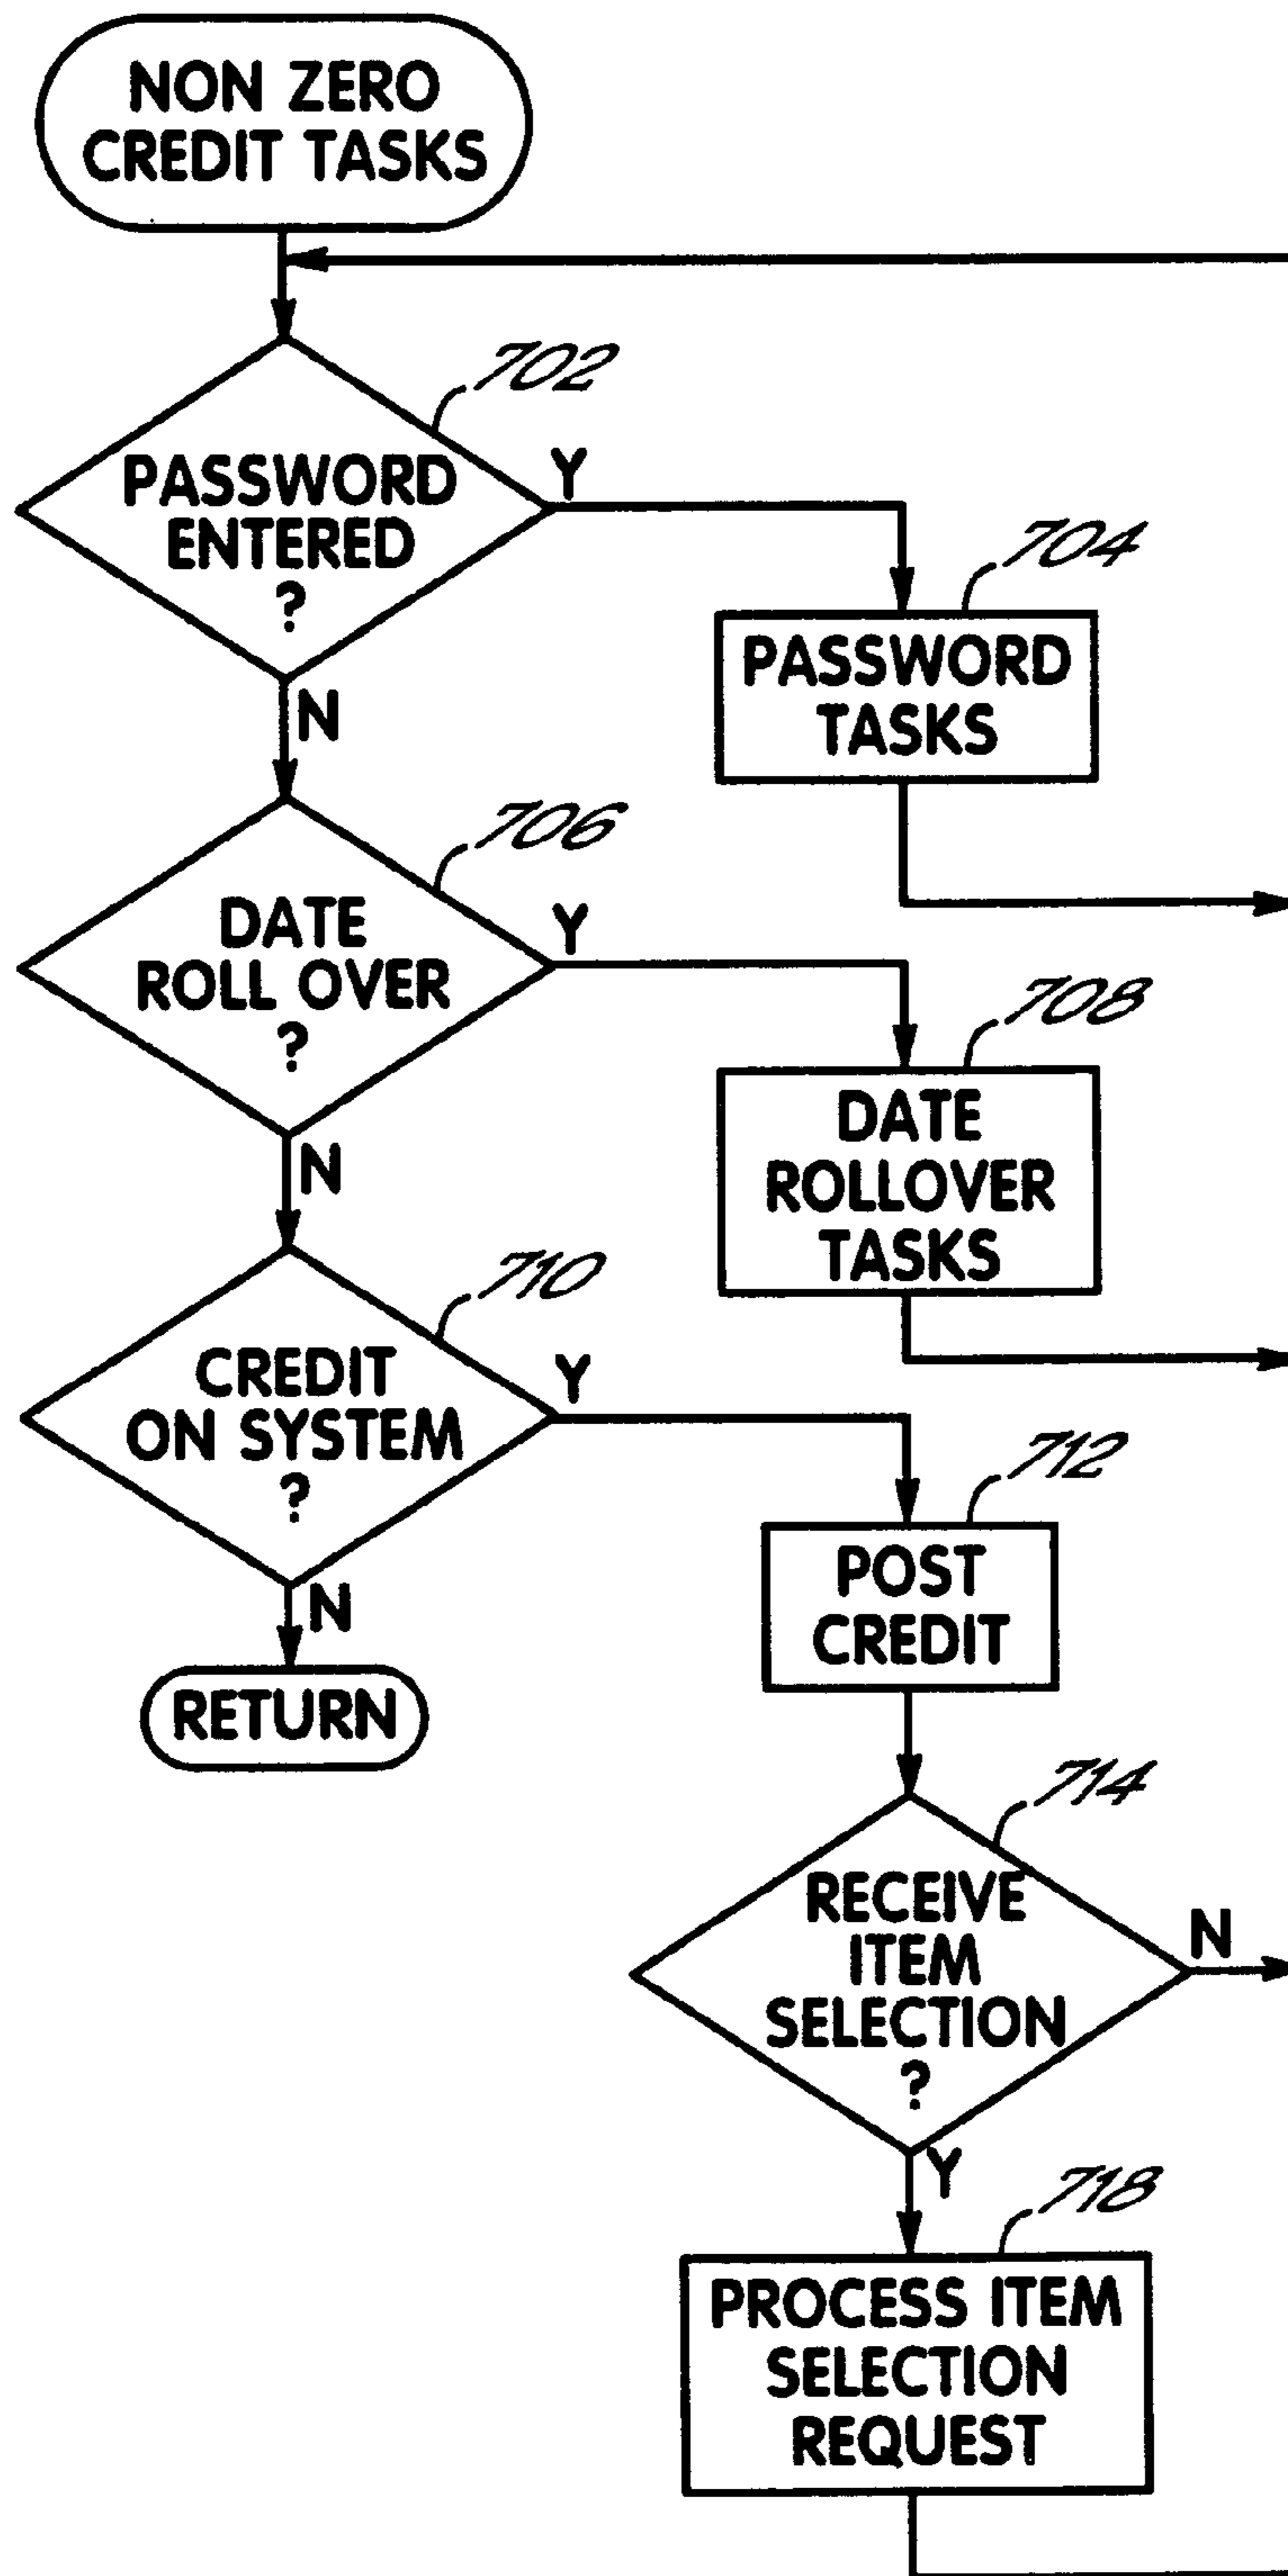 NON ZERO
CREDIT TASKS
702
PASSWORD
ENTERED
?
Y
N
704
PASSWORD
TASKS
706
DATE
ROLL OVER
?
Y
N
708
DATE
ROLLOVER
TASKS
710
CREDIT
ON SYSTEM
?
Y
N
RETURN
712
POST
CREDIT
714
RECEIVE
ITEM
SELECTION
?
N
Y
718
PROCESS ITEM
SELECTION
REQUEST